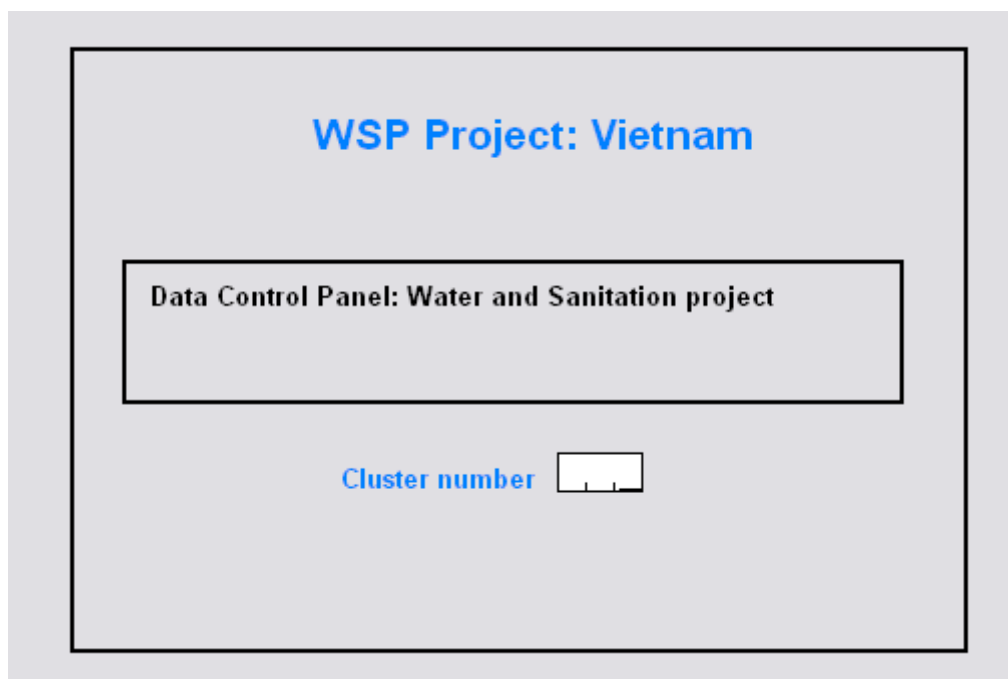 WSP Project: Vietnam
Data Control Panel: Water and Sanitation project
Cluster number